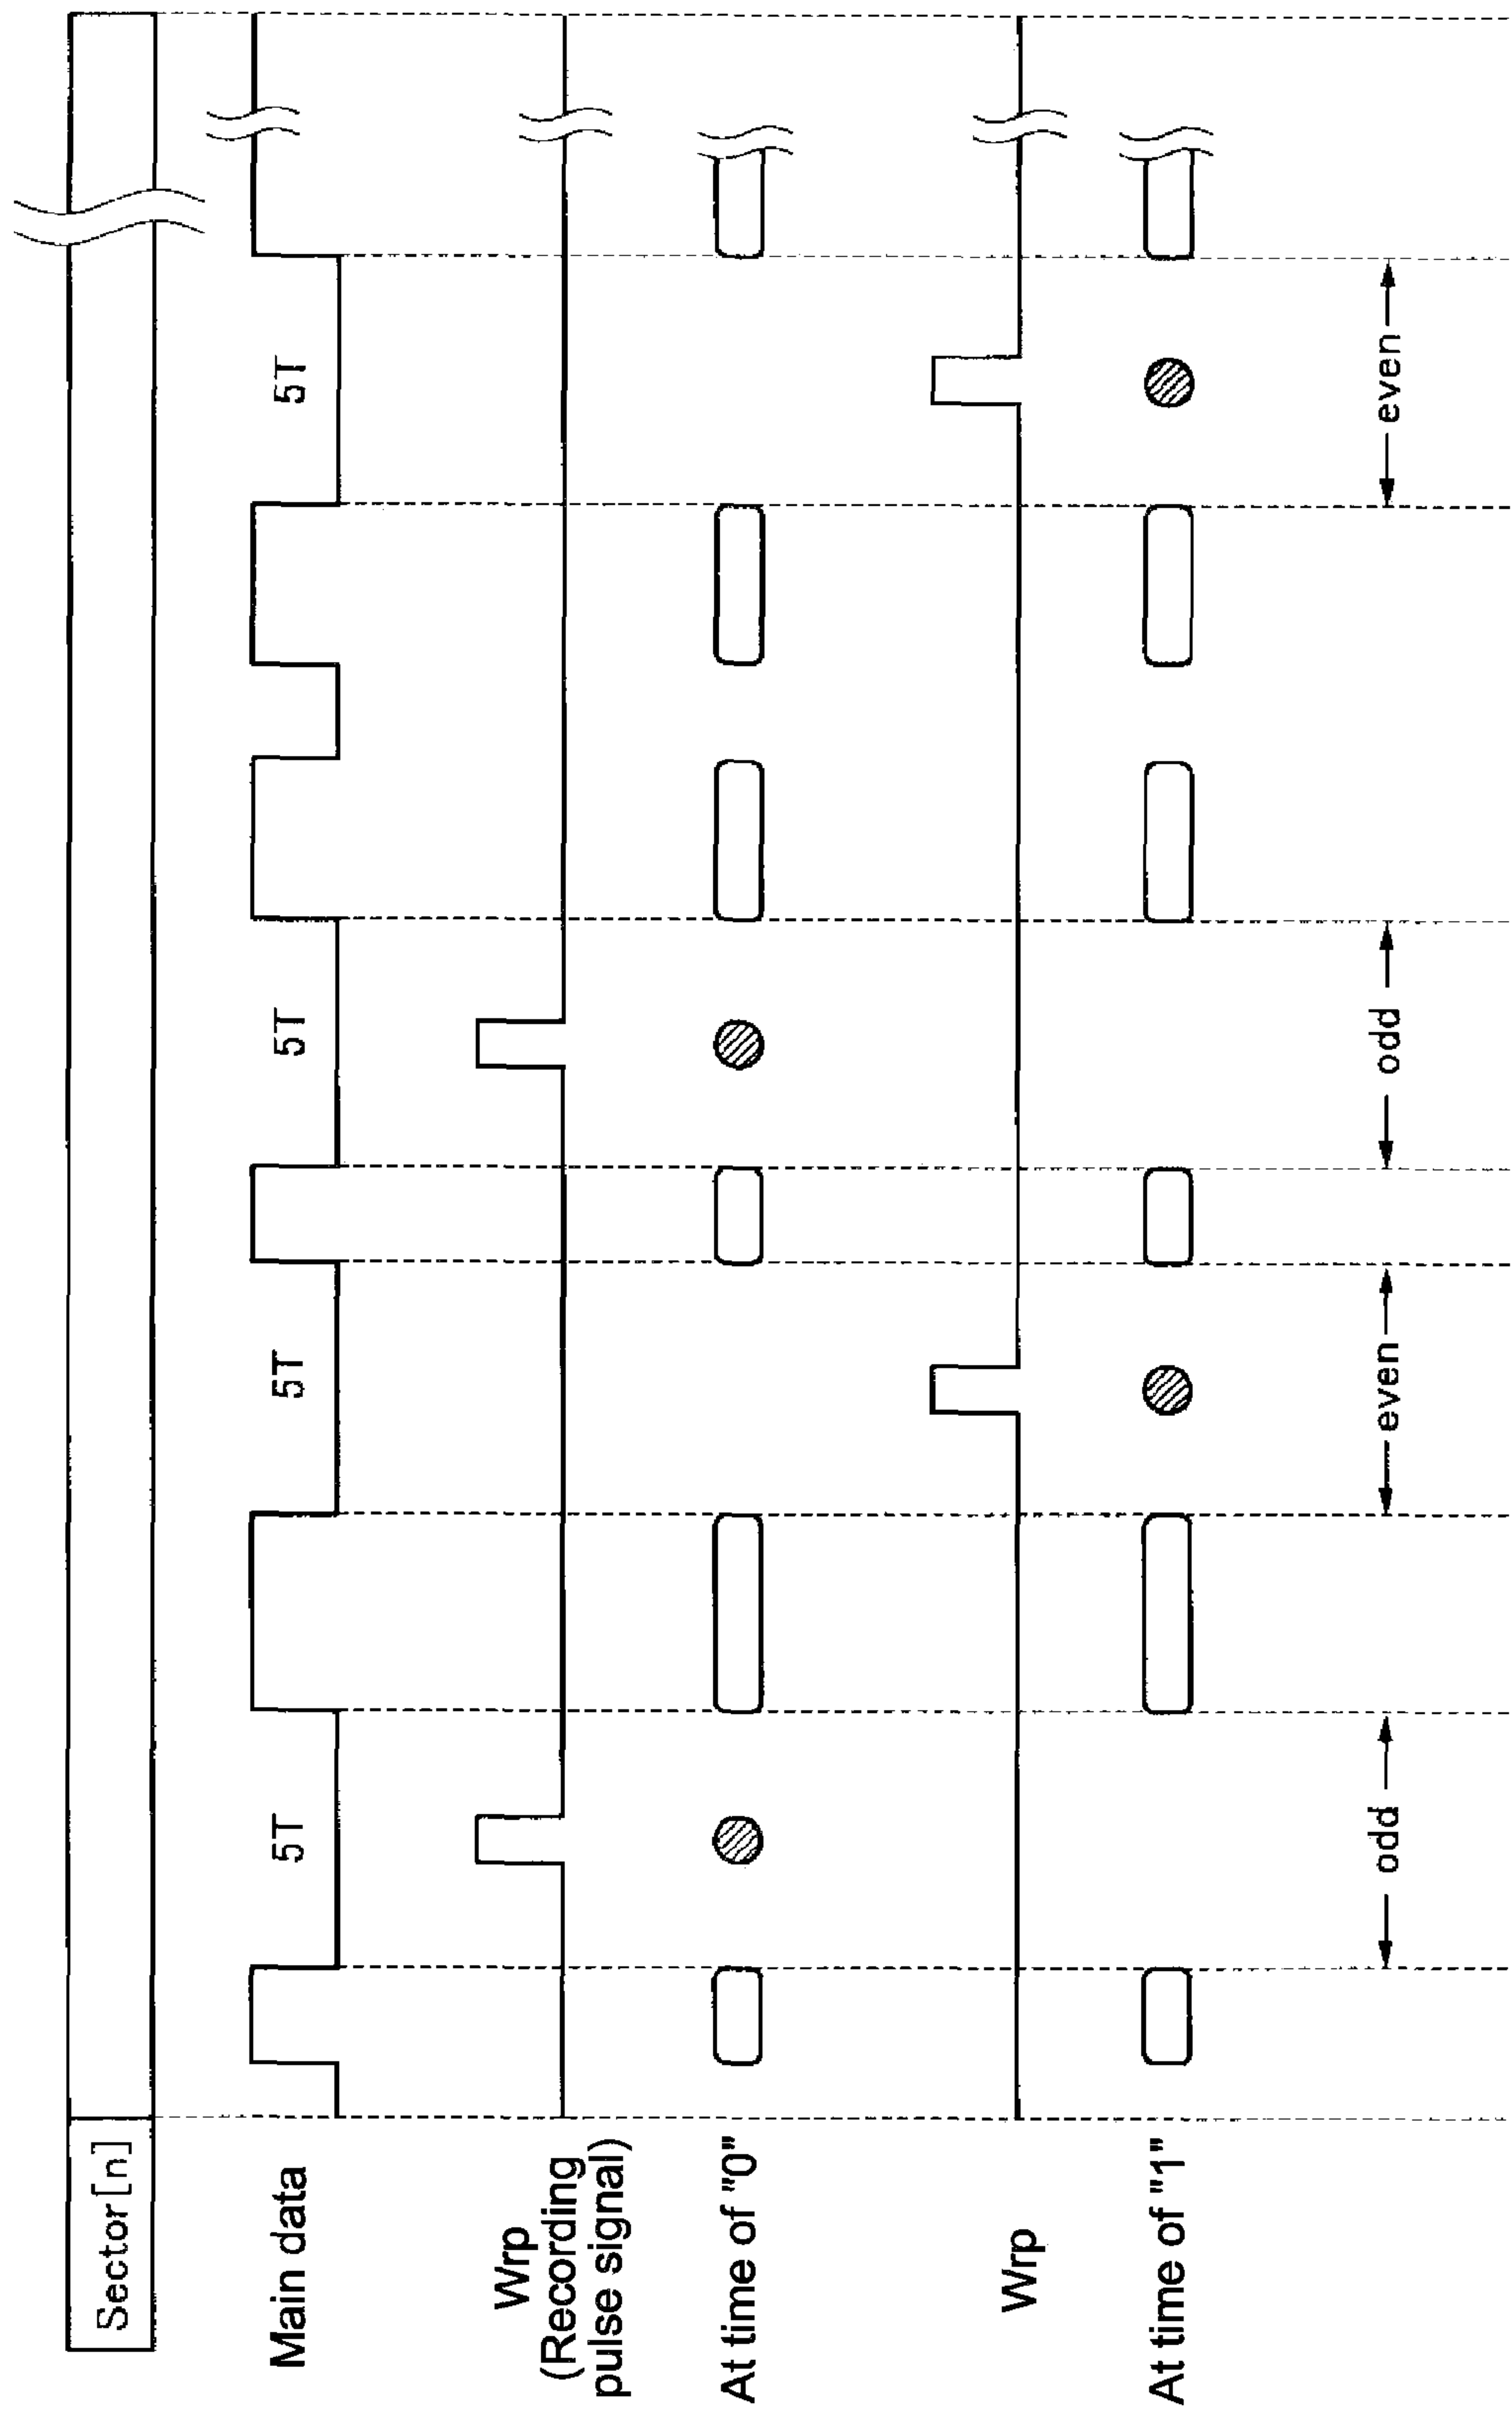 Sector[n]
Main data
5T
5T
5T
5T
Wrp
(Recording
pulse signal)
At time of "0"
Wrp
At time of "1"
odd
even
odd
even